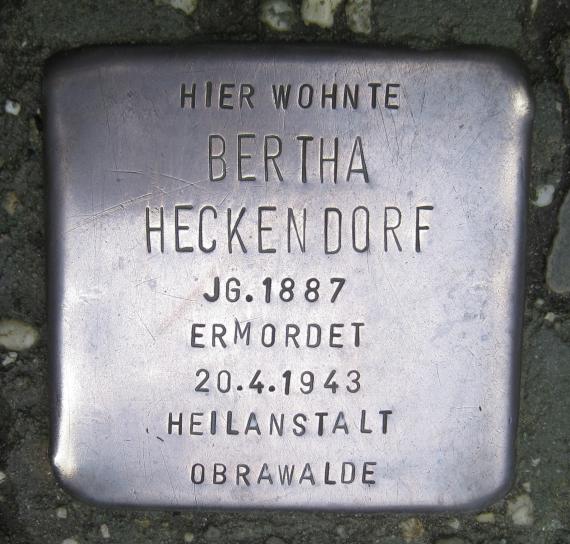 HIER WOHNTE
BERTHA
HECKENDORF
JG.1887
ERMORDET
20.4.1943
HEILANSTALT
OBRAWALDE